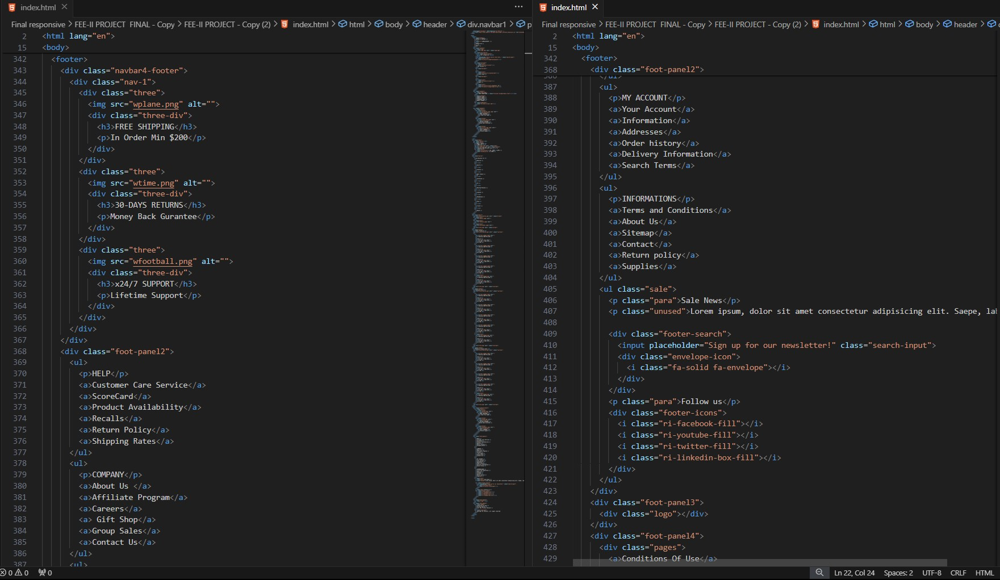 index.html
Final responsive > FEE-II PROJECT FINAL - Copy > FEE-II PROJECT - Copy (2) > index.html > html > body > header > div.navbar1 > p
2 <html lang="en">
15 <body>
342 <footer>
343 <div class="navbar4-footer">
344 <div class="nav-1">
345 <div class="three">
346 <img src="wplane.png" alt="">
347 <div class="three-div">
348 <h3>FREE SHIPPING</h3>
349 <p>In Order Min $200</p>
350 </div>
351 </div>
352 <div class="three">
353 <img src="wtime.png" alt="">
354 <div class="three-div">
355 <h3>30-DAYS RETURNS</h3>
356 <p>Money Back Gurantee</p>
357 </div>
358 </div>
359 <div class="three">
360 <img src="wfootball.png" alt="">
361 <div class="three-div">
362 <h3>x24/7 SUPPORT</h3>
363 <p>Lifetime Support</p>
364 </div>
365 </div>
366 </div>
367 </div>
368 <div class="foot-panel2">
369 <ul>
370 <p>HELP</p>
371 <a>Customer Care Service</a>
372 <a>ScoreCard</a>
373 <a>Product Availability</a>
374 <a>Recalls</a>
375 <a>Return Policy</a>
376 <a>Shipping Rates</a>
377 </ul>
378 <ul>
379 <p>COMPANY</p>
380 <a>About Us </a>
381 <a>Affiliate Program</a>
382 <a>Careers</a>
383 <a> Gift Shop</a>
384 <a>Group Sales</a>
385 <a>Contact Us</a>
386 </ul>
387 <ul>
index.html
Final responsive > FEE-II PROJECT FINAL - Copy > FEE-II PROJECT - Copy (2) > index.html > html > body > header >
2 <html lang="en">
15 <body>
342 <footer>
368 <div class="foot-panel2">
386 </ul>
387 <ul>
388 <p>MY ACCOUNT</p>
389 <a>Your Account</a>
390 <a>Information</a>
391 <a>Addresses</a>
392 <a>Order history</a>
393 <a>Delivery Information</a>
394 <a>Search Terms</a>
395 </ul>
396 <ul>
397 <p>INFORMATIONS</p>
398 <a>Terms and Conditions</a>
399 <a>About Us</a>
400 <a>Sitemap</a>
401 <a>Contact</a>
402 <a>Return policy</a>
403 <a>Supplies</a>
404 </ul>
405 <ul class="sale">
406 <p class="para">Sale News</p>
407 <p class="unused">Lorem ipsum, dolor sit amet consectetur adipisicing elit. Saepe,
408
409 <div class="footer-search">
410 <input placeholder="Sign up for our newsletter!" class="search-input">
411 <div class="envelope-icon">
412 <i class="fa-solid fa-envelope"></i>
413 </div>
414 </div>
415 <p class="para">Follow us</p>
416 <div class="footer-icons">
417 <i class="ri-facebook-fill"></i>
418 <i class="ri-youtube-fill"></i>
419 <i class="ri-twitter-fill"></i>
420 <i class="ri-linkedin-box-fill"></i>
421 </div>
422 </ul>
423 </div>
424 <div class="foot-panel3">
425 <div class="logo"></div>
426 </div>
427 <div class="foot-panel4">
428 <div class="pages">
429 <a>Conditions Of Use</a>
0 0 0 Ln 22, Col 24 Spaces: 2 UTF-8 CRLF HTML